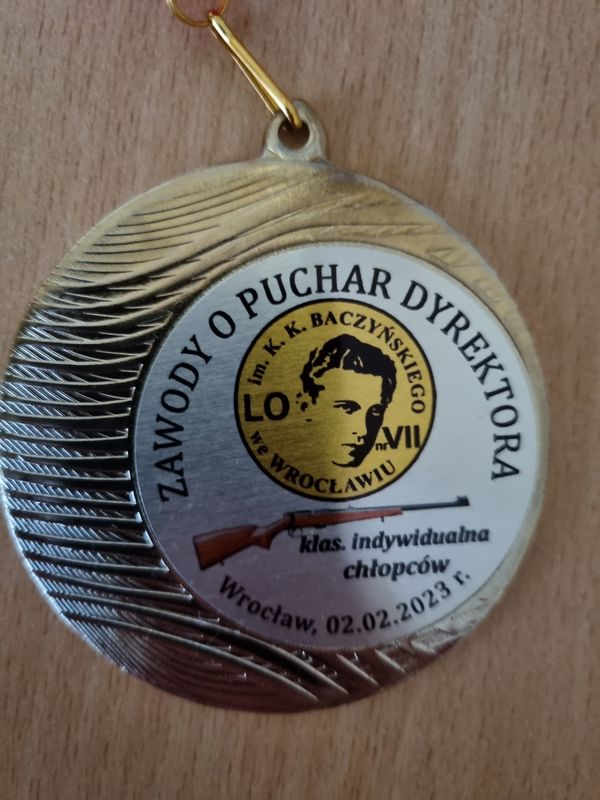 ZAWODY O PUCHAR DYREKTORA
im. K. K. BACZYŃSKIEGO
LO
nr VII
we WROCŁAWIU
klas. indywidualna
chłopców
Wrocław, 02.02.2023 r.